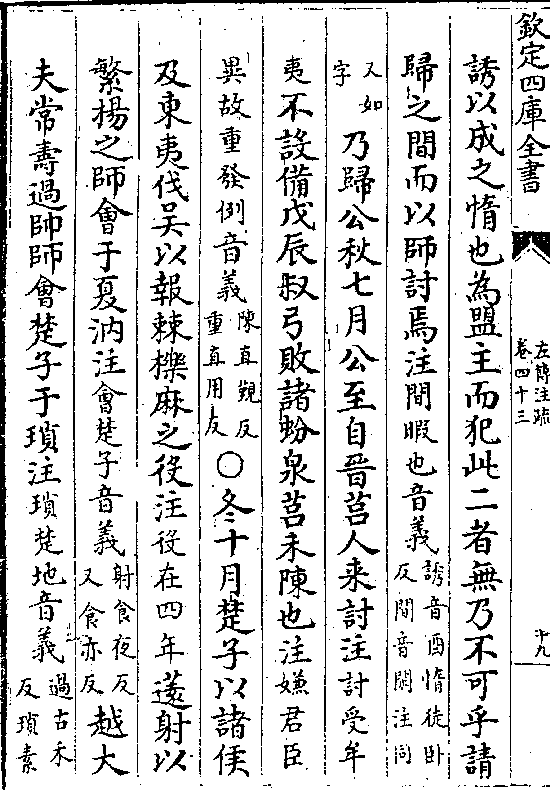 欽定四庫全書
左傳注疏
卷四十三
十九
誘以成之惰也為盟主而犯此二者無乃不可乎請
歸之間而以師討焉注間暇也音義誘音酉惰徒卧
反間音閑注同
又如
字
乃歸公秋七月公至自晉莒人来討注討受牟
夷不設備戊辰叔弓敗諸蚡泉莒未陳也注嫌君臣
異故重發例音義陳直覲反
重直用反
○冬十月楚子以諸侯
及東夷伐吴以報棘櫟麻之役注役在四年薳射以
繁揚之師會于夏汭注會楚子音義射食夜反
又食亦反
越大
夫常壽過帥師會楚子于瑣注瑣楚地音義過古禾
反瑣素